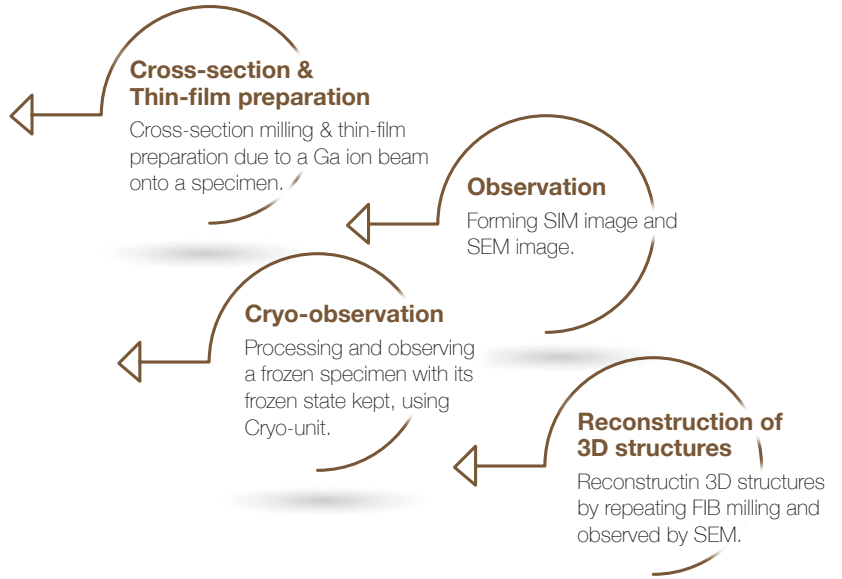 Cross-section &
Thin-film preparation
Cross-section milling & thin-film
preparation due to a Ga ion beam
onto a specimen.
Observation
Forming SIM image and
SEM image.
Cryo-observation
Processing and observing
a frozen specimen with its
frozen state kept, using
Cryo-unit.
Reconstruction of
3D structures
Reconstructin 3D structures
by repeating FIB milling and
observed by SEM.